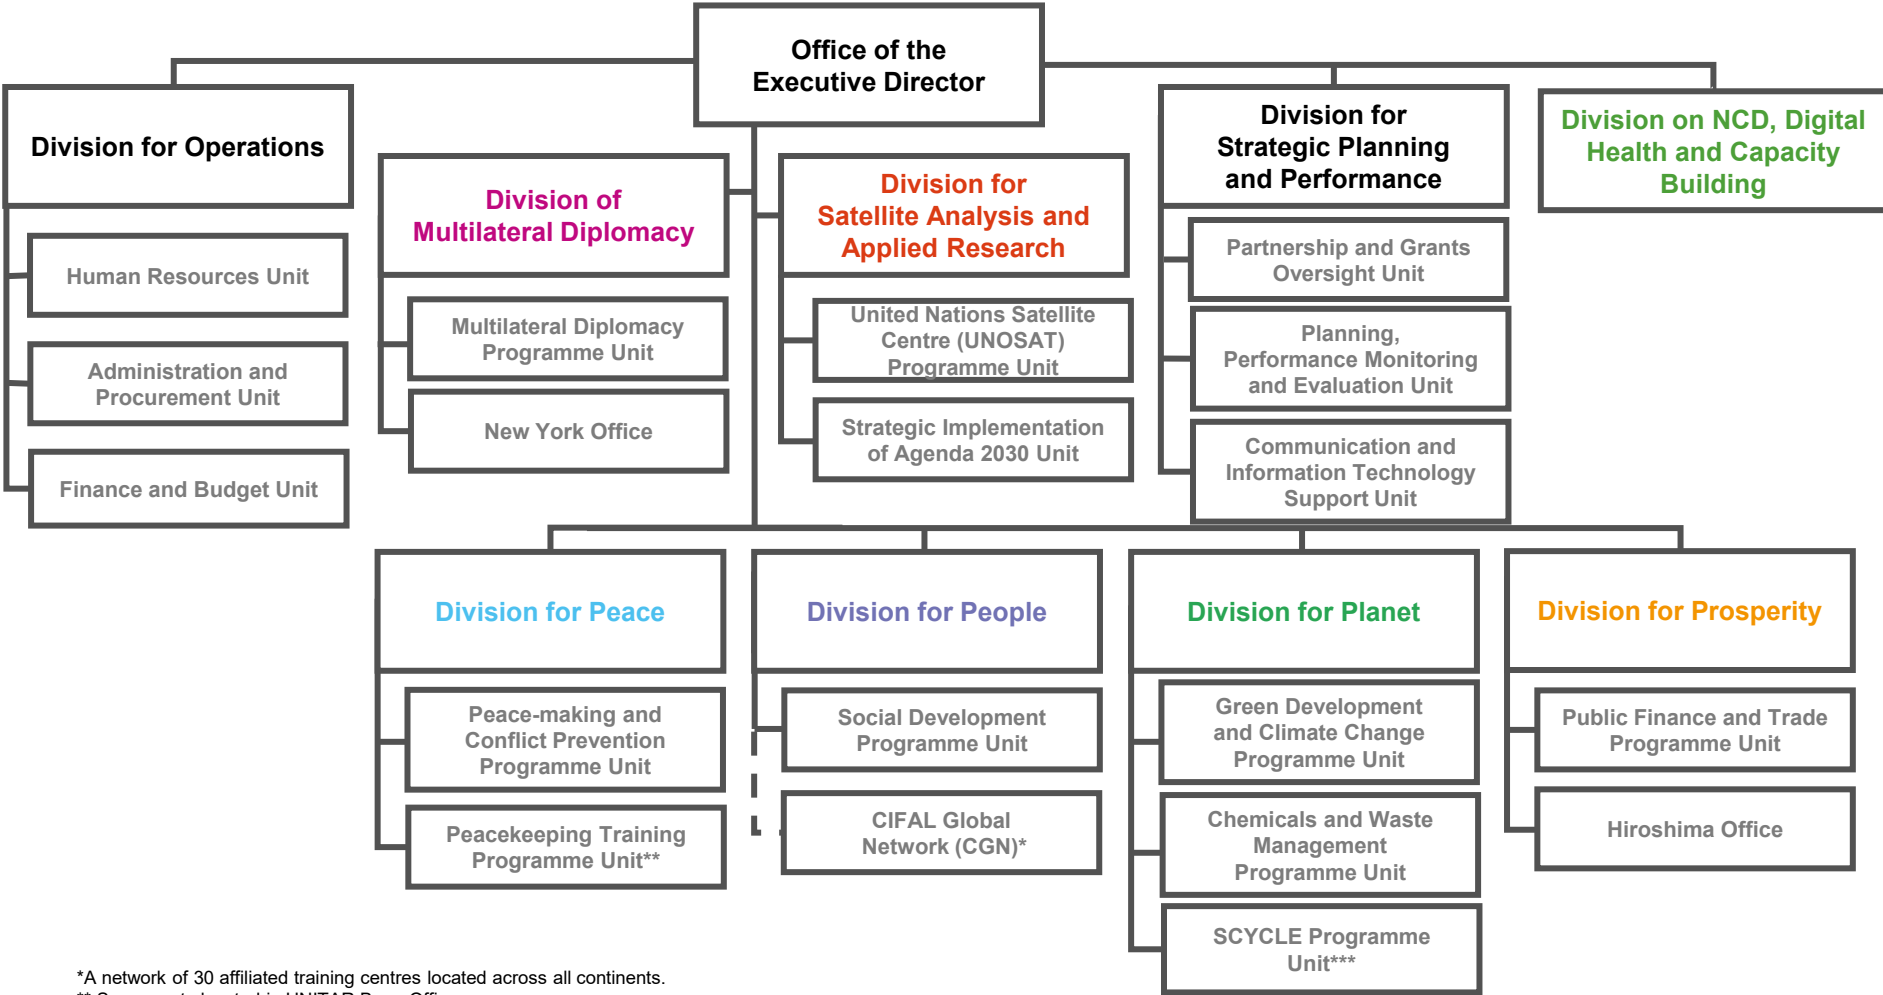 Office of the
Executive Director
Division for Operations
Human Resources Unit
Administration and
Procurement Unit
Finance and Budget Unit
Division of
Multilateral Diplomacy
Multilateral Diplomacy
Programme Unit
New York Office
Division for
Satellite Analysis and
Applied Research
United Nations Satellite
Centre (UNOSAT)
Programme Unit
Strategic Implementation
of Agenda 2030 Unit
Division for
Strategic Planning
and Performance
Partnership and Grants
Oversight Unit
Planning,
Performance Monitoring
and Evaluation Unit
Communication and
Information Technology
Support Unit
Division on NCD, Digital
Health and Capacity
Building
Division for Peace
Peace-making and
Conflict Prevention
Programme Unit
Peacekeeping Training
Programme Unit**
Division for People
Social Development
Programme Unit
CIFAL Global
Network (CGN)*
Division for Planet
Green Development
and Climate Change
Programme Unit
Chemicals and Waste
Management
Programme Unit
SCYCLE Programme
Unit***
Division for Prosperity
Public Finance and Trade
Programme Unit
Hiroshima Office
*A network of 30 affiliated training centres located across all continents.